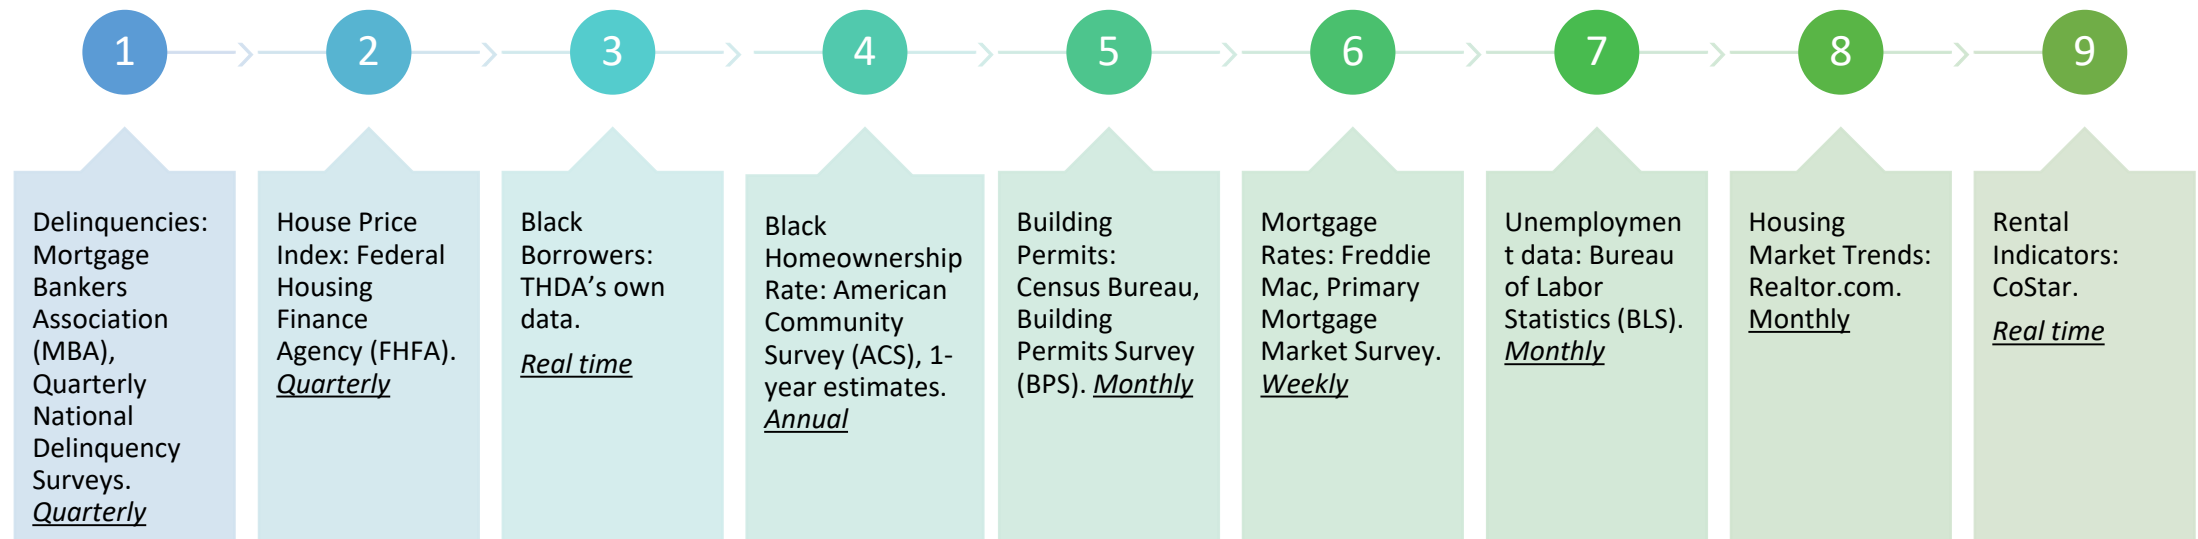 1
2
3
4
5
6
7
8
9
Delinquencies:
Mortgage
Bankers
Association
(MBA),
Quarterly
National
Delinquency
Surveys.
Quarterly
House Price
Index: Federal
Housing
Finance
Agency (FHFA).
Quarterly
Black
Borrowers:
THDA’s own
data.
Real time
Black
Homeownership
Rate: American
Community
Survey (ACS), 1-
year estimates.
Annual
Building
Permits:
Census Bureau,
Building
Permits Survey
(BPS). Monthly
Mortgage
Rates: Freddie
Mac, Primary
Mortgage
Market Survey.
Weekly
Unemploymen
t data: Bureau
of Labor
Statistics (BLS).
Monthly
Housing
Market Trends:
Realtor.com.
Monthly
Rental
Indicators:
CoStar.
Real time